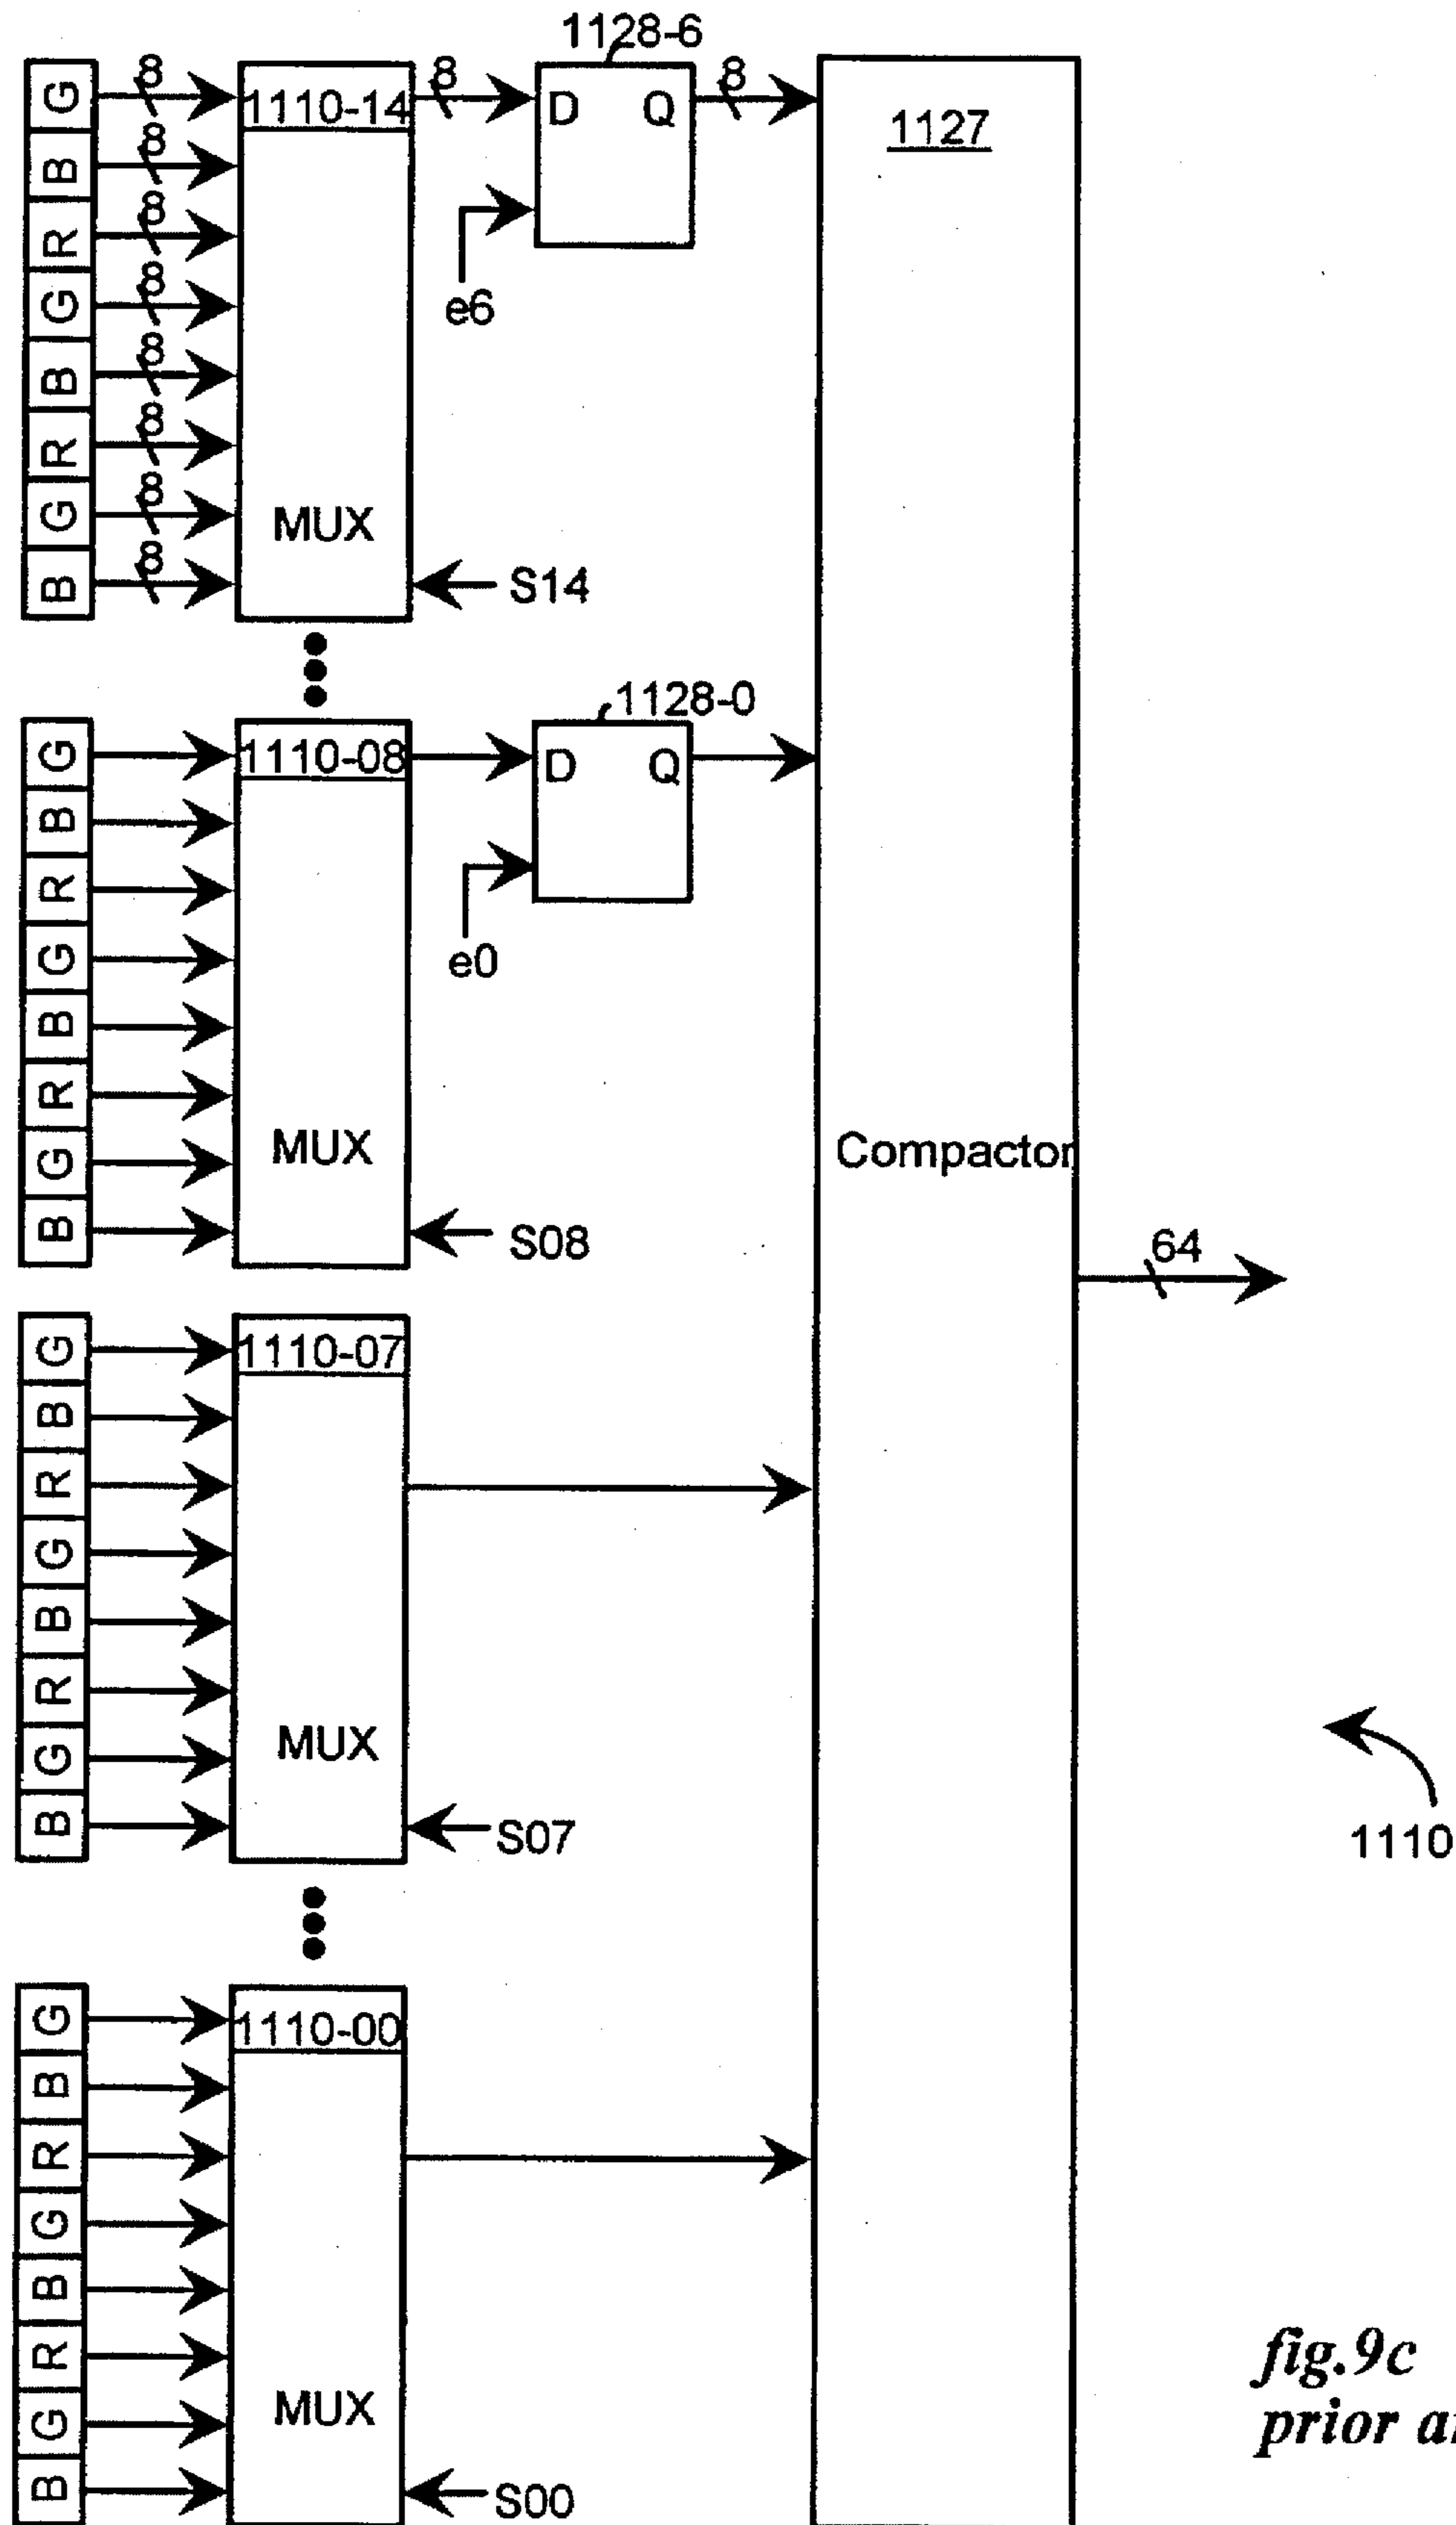 1128-6
G 8 1110-14 8 D Q 8
1127
B 8
R 8
G 8
e6
B 8
R 8
G 8
MUX
B 8
S14
1128-0
G 1110-08 D Q
B
R
G
e0
B
R
G
MUX
Compactor
B
S08
64
G 1110-07
B
R
G
B
R
G
MUX
B
S07
1110
G 1110-00
B
R
G
B
R
G
MUX
B
S00
fig.9c
prior